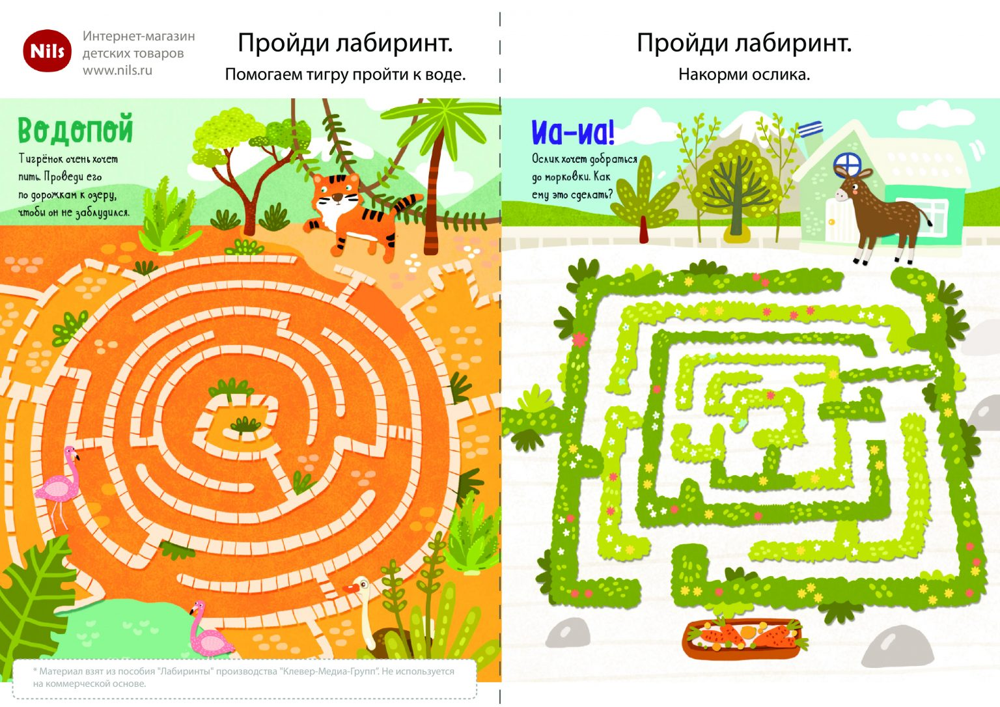 Nils
Интернет-магазин
детских товаров
www.nils.ru
Пройди лабиринт.
Помогаем тигру пройти к воде.
Водопой
Тигрёнок очень хочет
пить. Проведи его
по дорожкам к озеру,
чтобы он не заблудился.
* Материал взят из пособия "Лабиринты" производства "Клевер-Медиа-Групп". Не используется
на коммерческой основе.
Пройди лабиринт.
Накорми ослика.
Иа-иа!
Ослик хочет добраться
до морковки. Как
ему это сделать?